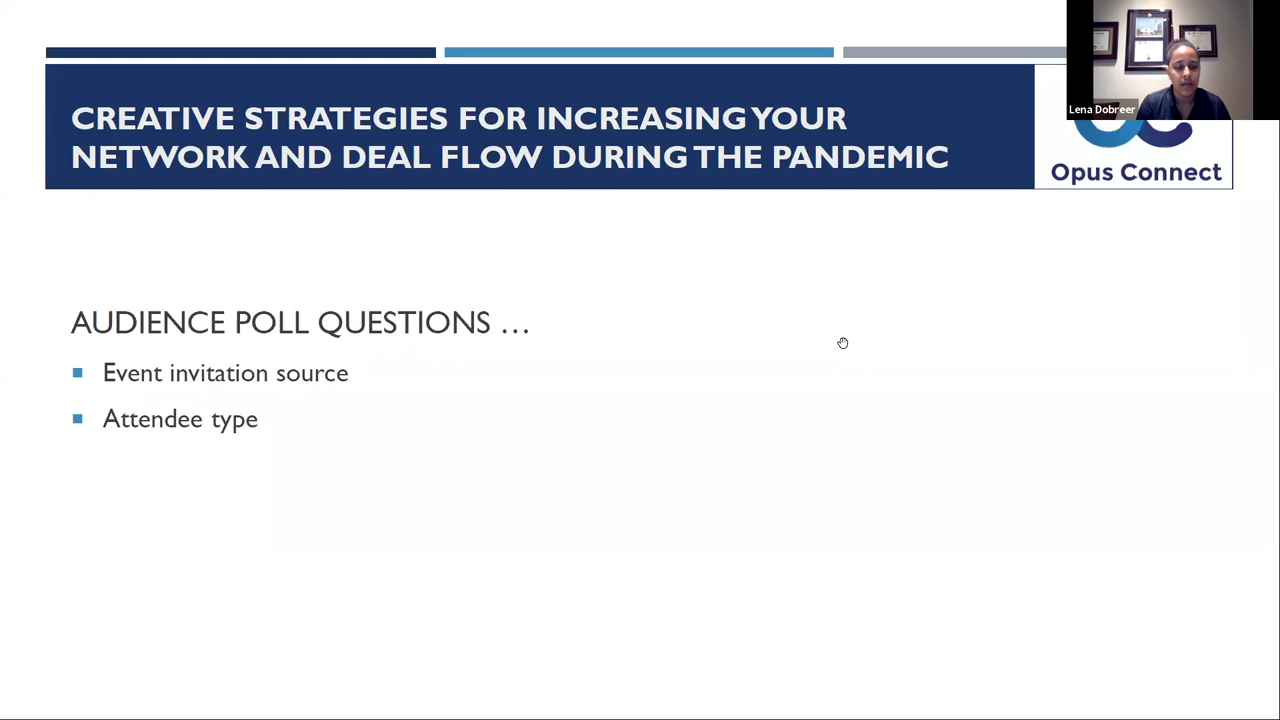 CREATIVE STRATEGIES FOR INCREASING YOUR
NETWORK AND DEAL FLOW DURING THE PANDEMIC
Lena Dobreer
Opus Connect
AUDIENCE POLL QUESTIONS …
Event invitation source
Attendee type